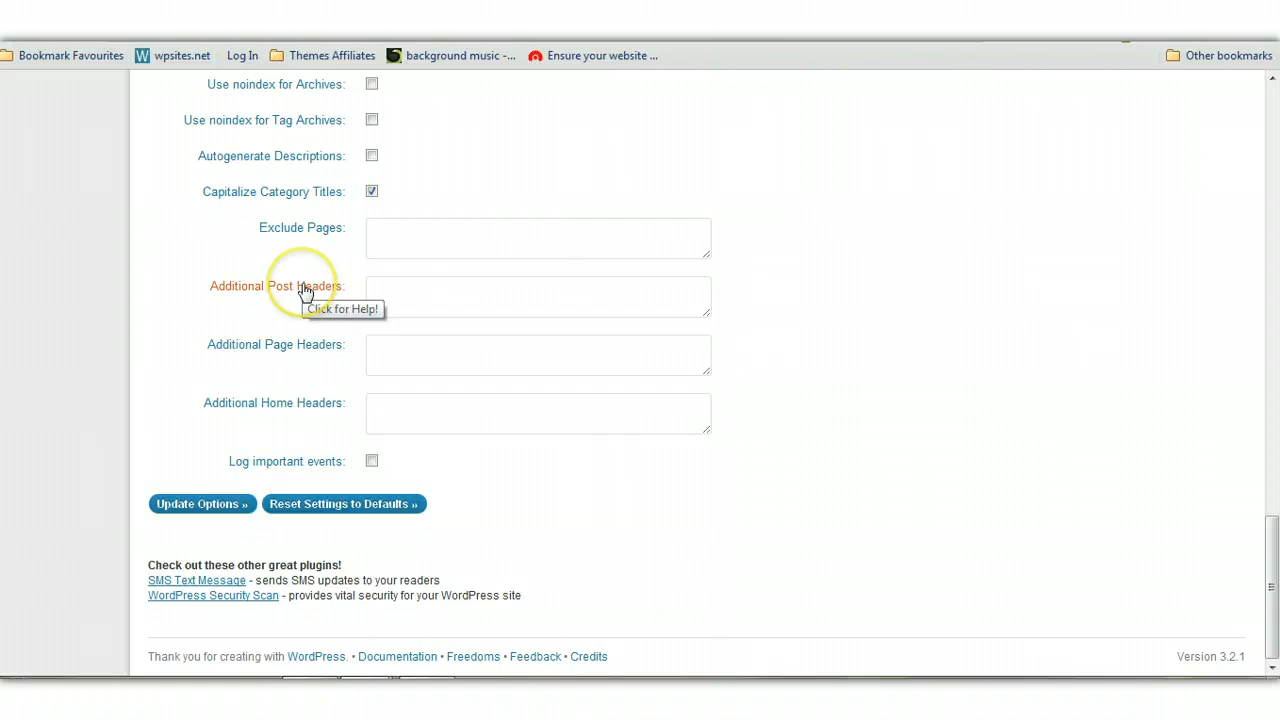 Bookmark Favourites wpsites.net Log In Themes Affiliates background music -... Ensure your website ... Other bookmarks
Use noindex for Archives:
Use noindex for Tag Archives:
Autogenerate Descriptions:
Capitalize Category Titles:
Exclude Pages:
Additional Post Headers:
Click for Help!
Additional Page Headers:
Additional Home Headers:
Log important events:
Update Options » Reset Settings to Defaults »
Check out these other great plugins!
SMS Text Message - sends SMS updates to your readers
WordPress Security Scan - provides vital security for your WordPress site
Thank you for creating with WordPress. • Documentation • Freedoms • Feedback • Credits Version 3.2.1